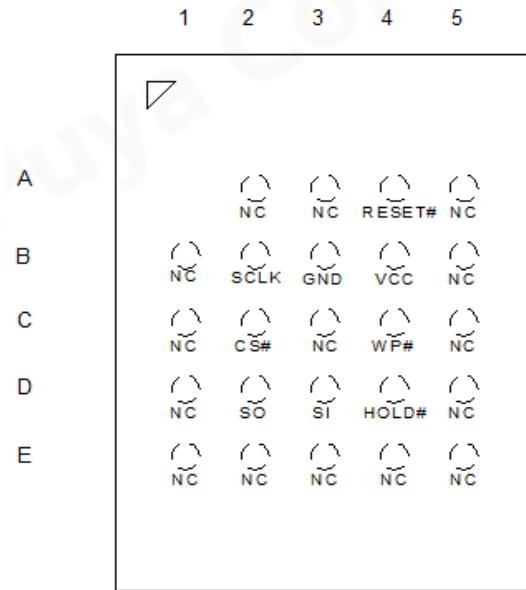 1 2 3 4 5
A
NC NC RESET# NC
B
NC SCLK GND VCC NC
C
NC CS# NC WP# NC
D
NC SO SI HOLD# NC
E
NC NC NC NC NC